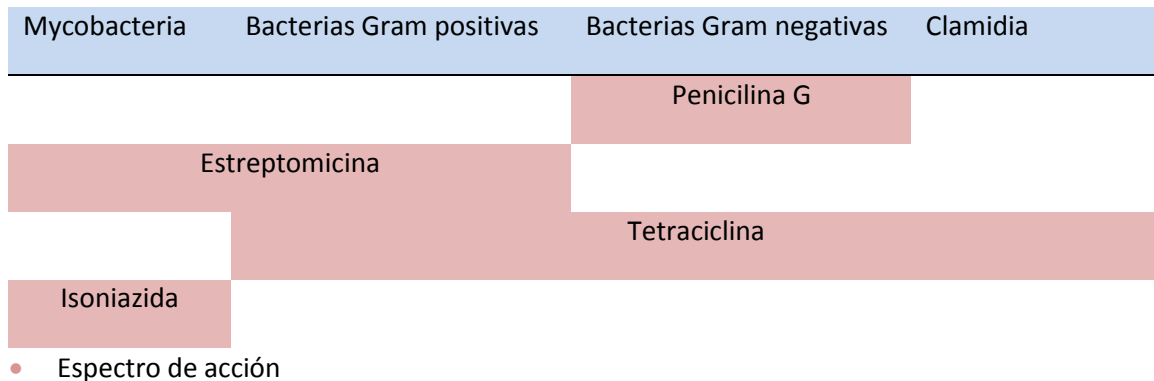 Mycobacteria Bacterias Gram positivas Bacterias Gram negativas Clamidia
Penicilina G
Estreptomicina
Tetraciclina
Isoniazida
• Espectro de acción